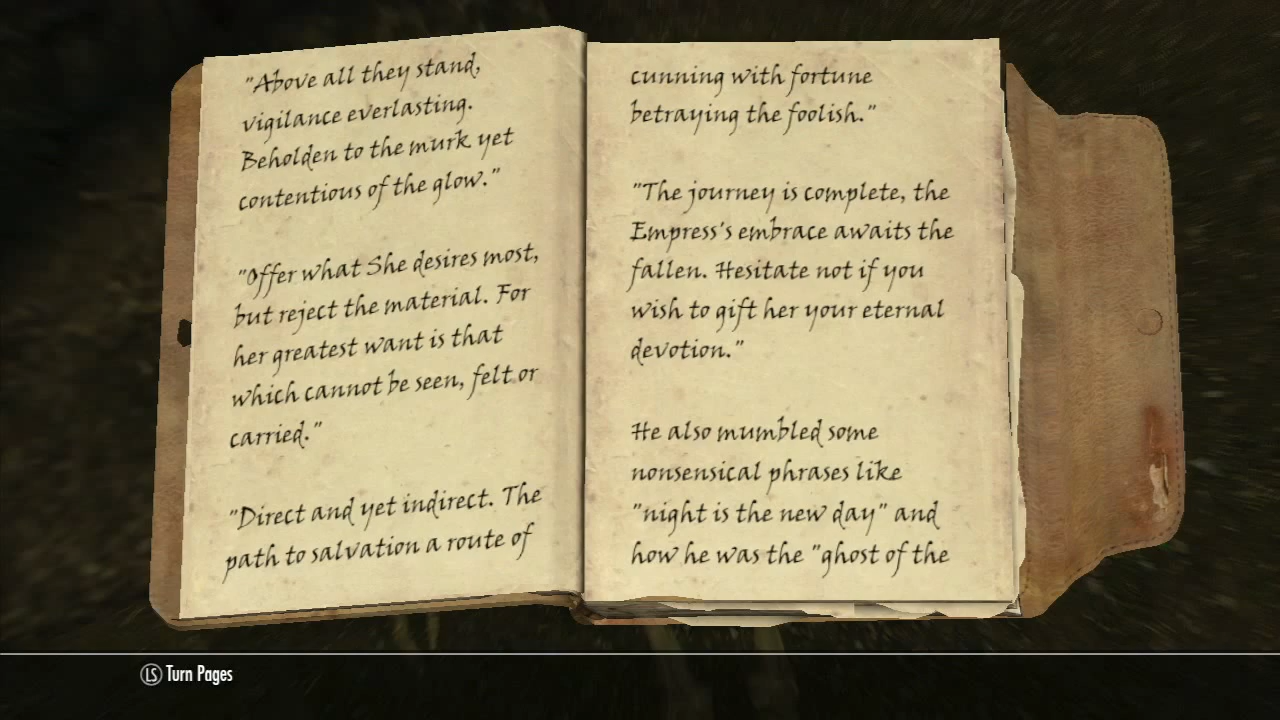 "Above all they stand,
vigilance everlasting.
Beholden to the murk yet
contentious of the glow."
"Offer what She desires most,
but reject the material. For
her greatest want is that
which cannot be seen, felt or
carried."
"Direct and yet indirect. The
path to salvation a route of
cunning with fortune
betraying the foolish."
"The journey is complete, the
Empress's embrace awaits the
fallen. Hesitate not if you
wish to gift her your eternal
devotion."
He also mumbled some
nonsensical phrases like
"night is the new day" and
how he was the "ghost of the
LS Turn Pages